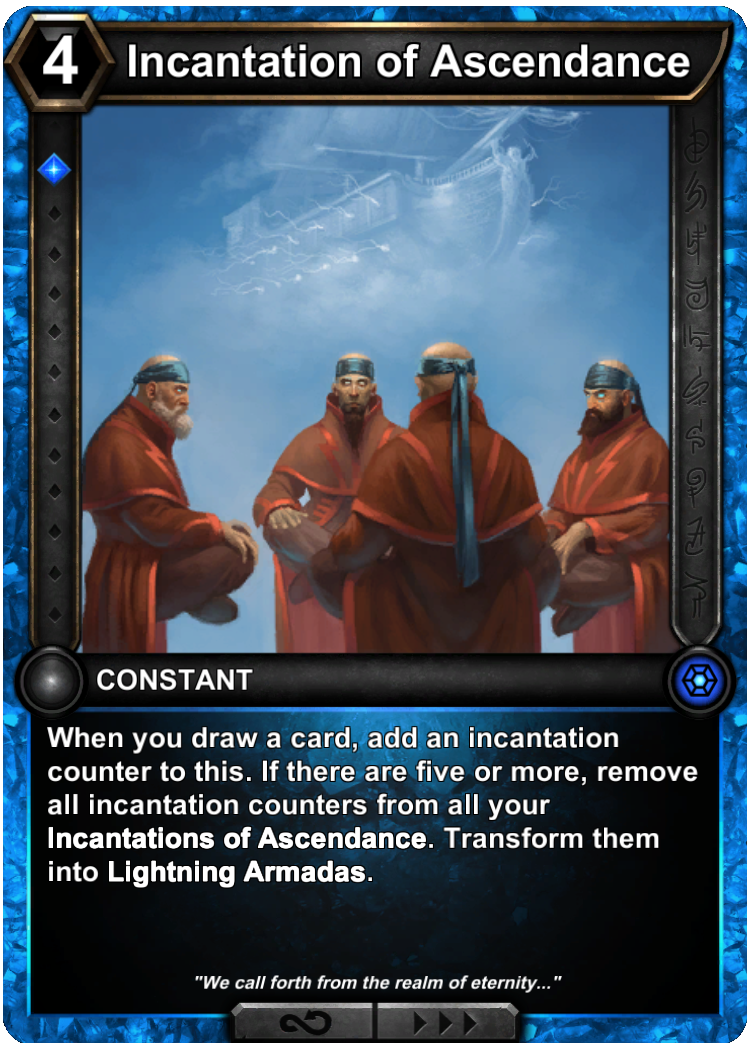 4
Incantation of Ascendance
CONSTANT
When you draw a card, add an incantation
counter to this. If there are five or more, remove
all incantation counters from all your
Incantations of Ascendance. Transform them
into Lightning Armadas.
"We call forth from the realm of eternity..."